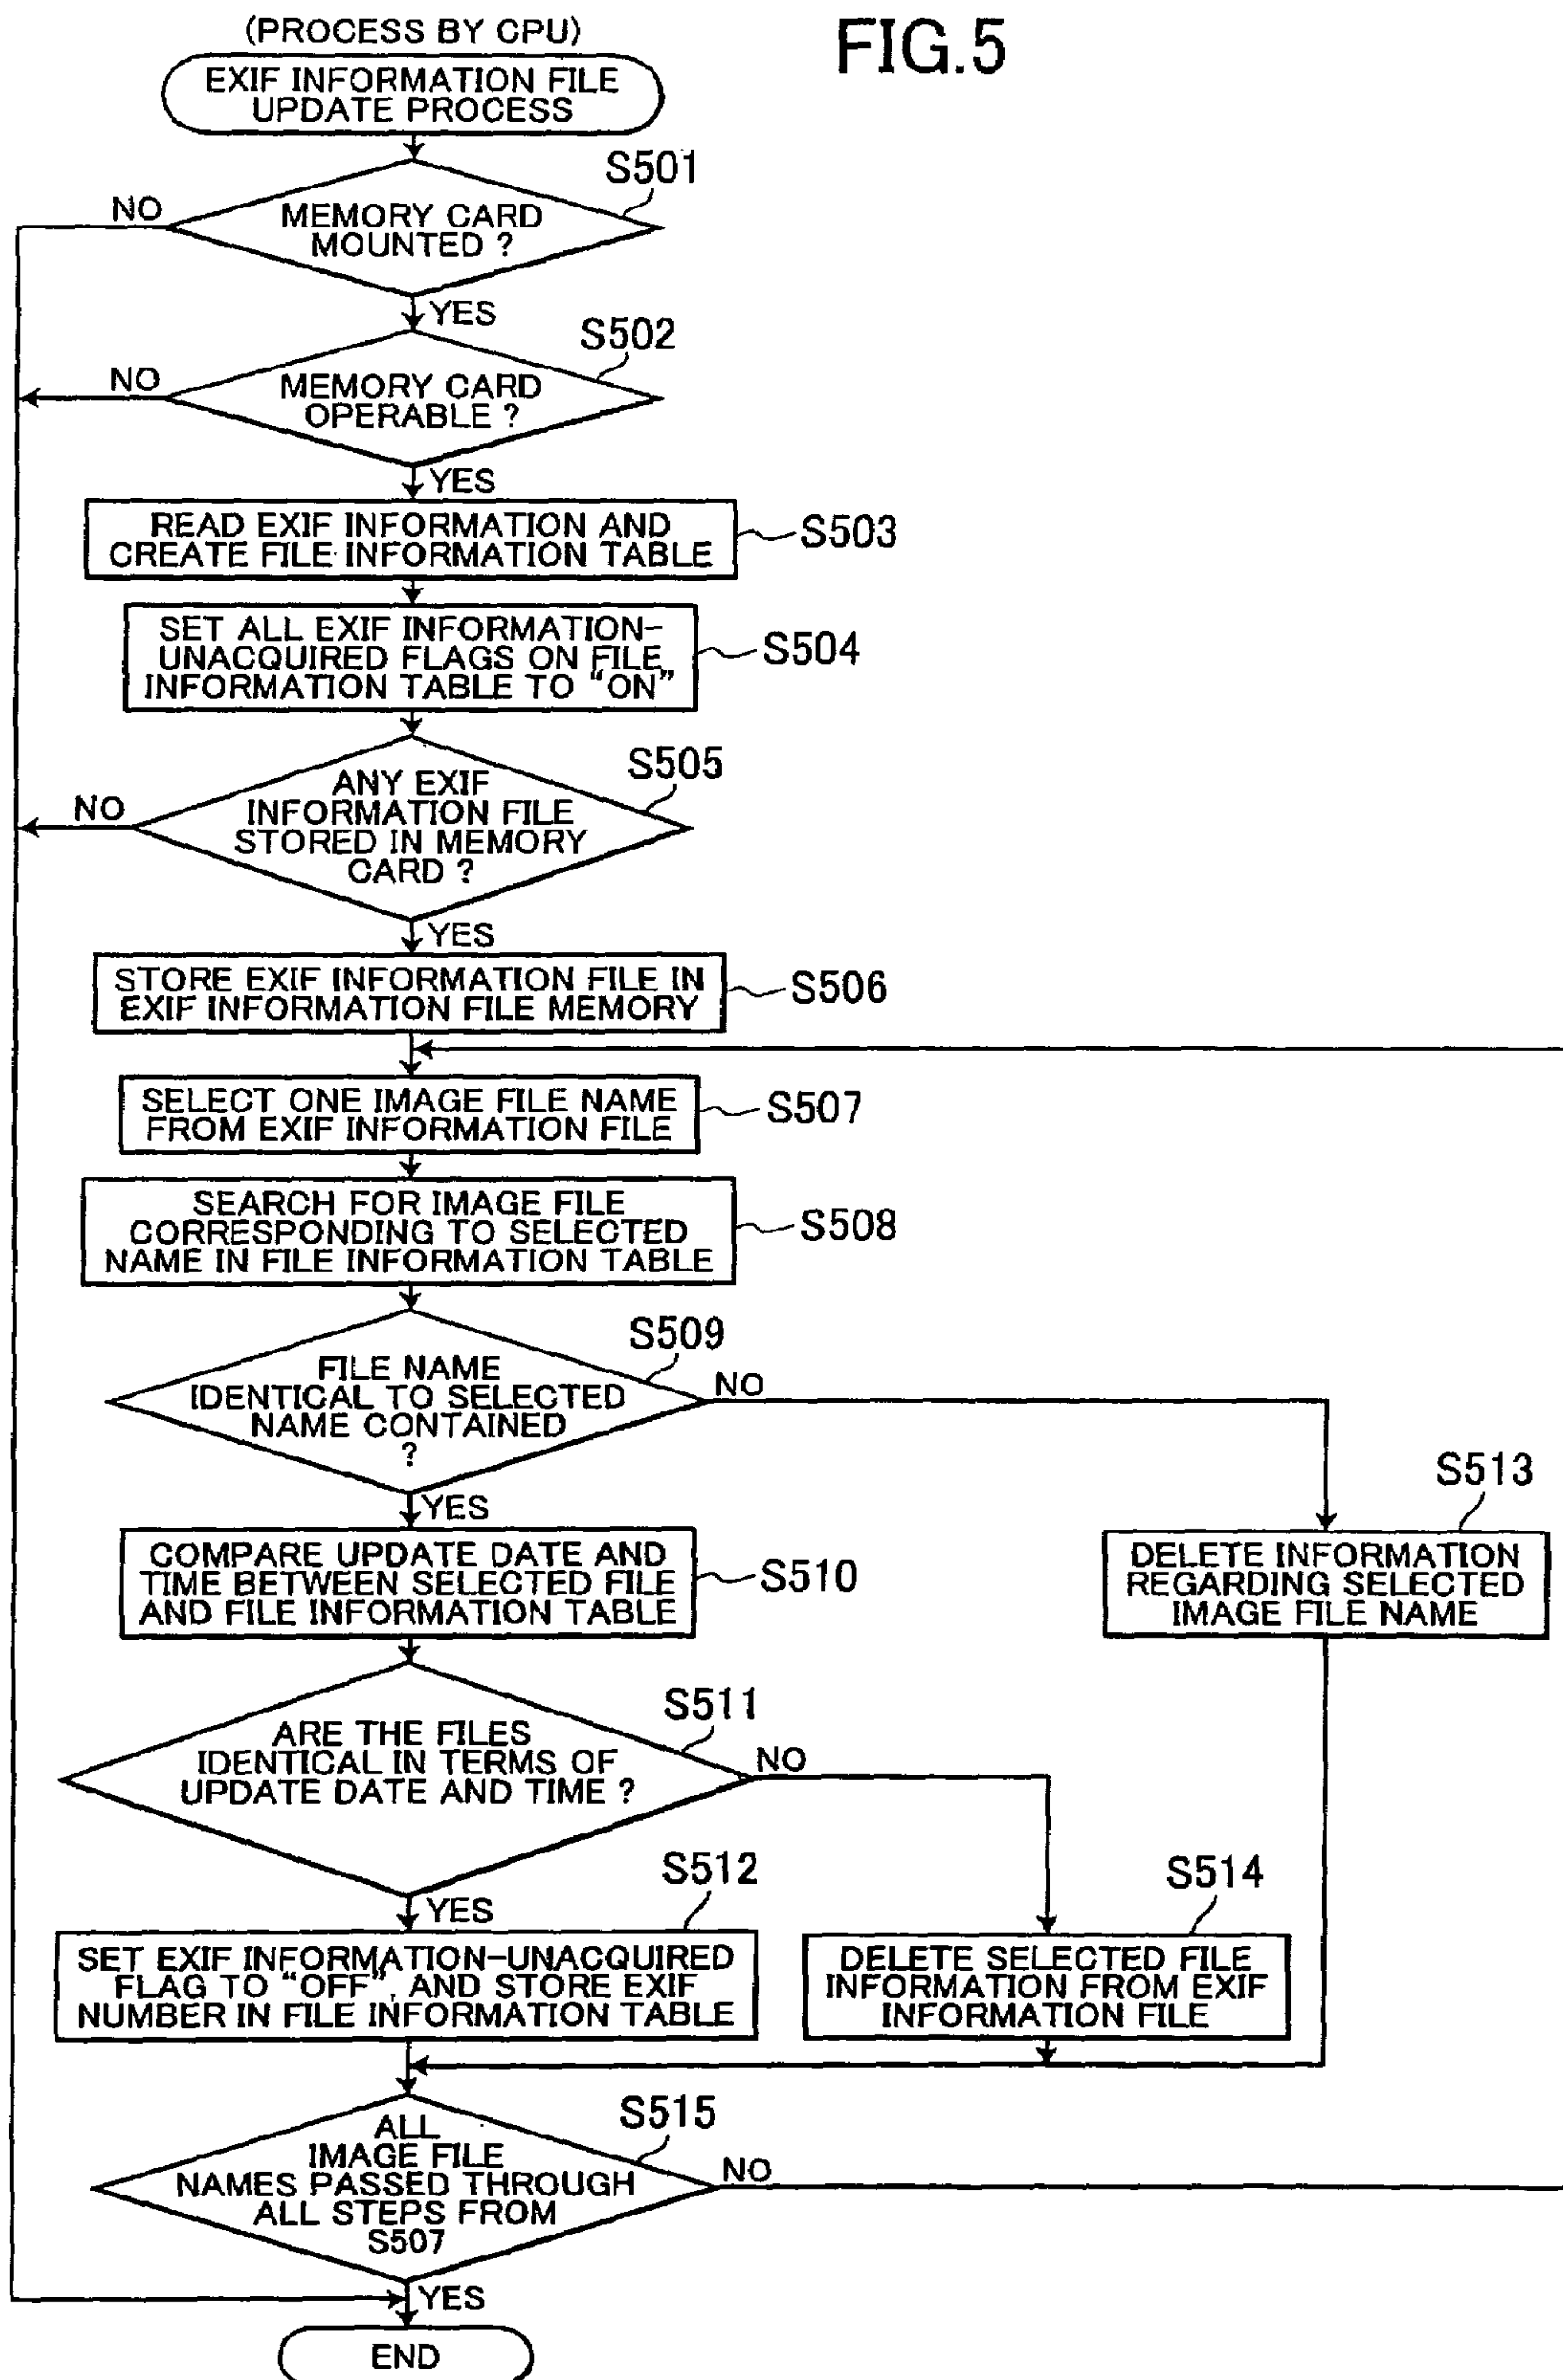 (PROCESS BY CPU)
FIG.5
EXIF INFORMATION FILE
UPDATE PROCESS
S501
NO
MEMORY CARD
MOUNTED ?
YES
S502
NO
MEMORY CARD
OPERABLE ?
YES
READ EXIF INFORMATION AND
CREATE FILE INFORMATION TABLE
S503
SET ALL EXIF INFORMATION-
UNACQUIRED FLAGS ON FILE
INFORMATION TABLE TO “ON”
S504
S505
NO
ANY EXIF
INFORMATION FILE
STORED IN MEMORY
CARD ?
YES
STORE EXIF INFORMATION FILE IN
EXIF INFORMATION FILE MEMORY
S506
SELECT ONE IMAGE FILE NAME
FROM EXIF INFORMATION FILE
S507
SEARCH FOR IMAGE FILE
CORRESPONDING TO SELECTED
NAME IN FILE INFORMATION TABLE
S508
S509
FILE NAME
IDENTICAL TO SELECTED
NAME CONTAINED
?
NO
YES
S513
COMPARE UPDATE DATE AND
TIME BETWEEN SELECTED FILE
AND FILE INFORMATION TABLE
S510
DELETE INFORMATION
REGARDING SELECTED
IMAGE FILE NAME
S511
ARE THE FILES
IDENTICAL IN TERMS OF
UPDATE DATE AND TIME ?
NO
YES
S512
S514
SET EXIF INFORMATION-UNACQUIRED
FLAG TO “OFF”, AND STORE EXIF
NUMBER IN FILE INFORMATION TABLE
DELETE SELECTED FILE
INFORMATION FROM EXIF
INFORMATION FILE
S515
ALL
IMAGE FILE
NAMES PASSED THROUGH
ALL STEPS FROM
S507
NO
YES
END